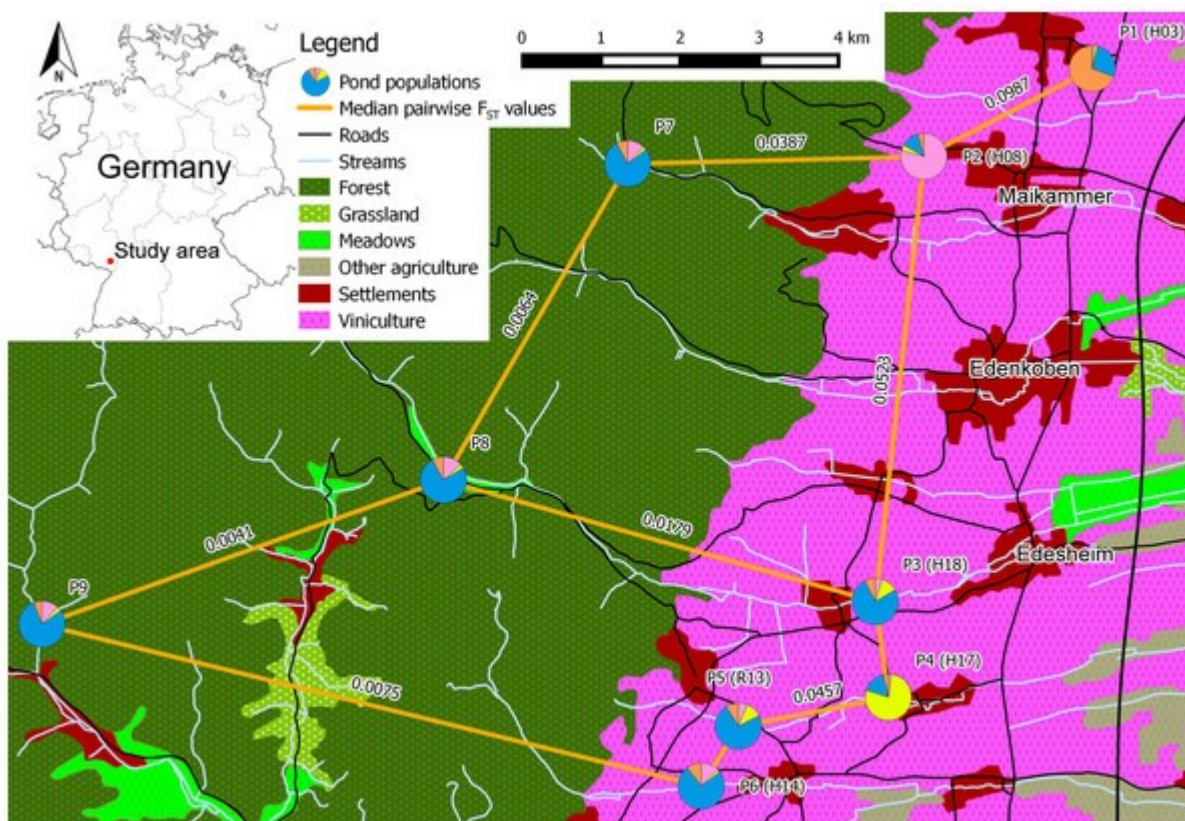 N
Germany
Study area
Legend
Pond populations
Median pairwise FST values
Roads
Streams
Forest
Grassland
Meadows
Other agriculture
Settlements
Viniculture
0 1 2 3 4 km
P1 (H03)
0.0987
P7
0.0387
P2 (H08)
Maikammer
0.0064
0.0523
Edenkoben
P8
0.0179
0.0041
Edesheim
P9
P3 (H18)
0.0075
P4 (H17)
P5 (R13)
0.0457
P6 (H14)